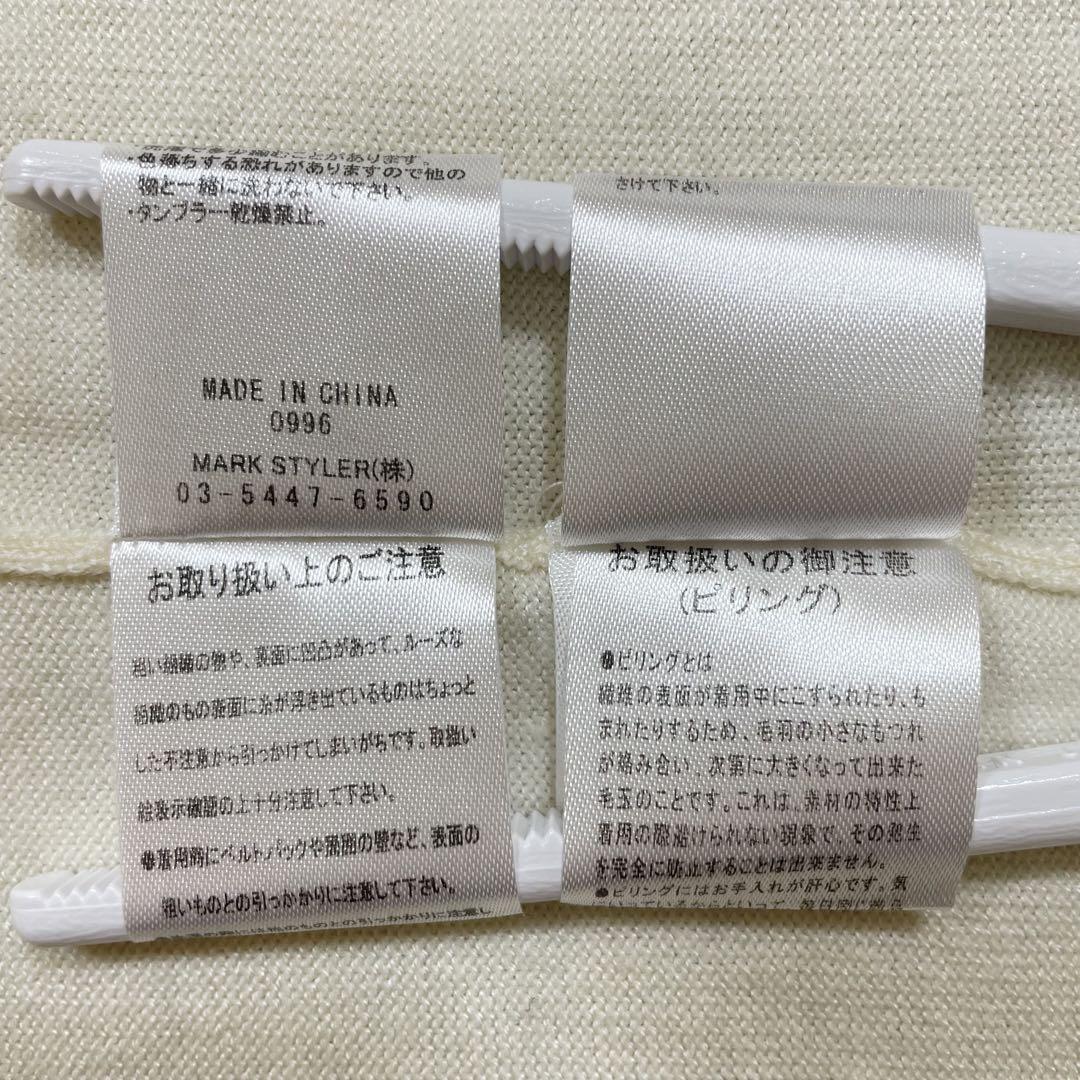 ・色落ちする恐れがありますので他の
物と一緒に洗わないで下さい。
・タンブラー乾燥禁止。
MADE IN CHINA
0996
MARK STYLER(株)
03-5447-6590
さけて下さい。
お取り扱い上のご注意
粗い組織の物や、表面に凹凸があって、ルーズな
組織のもの表面に糸が浮き出ているものはちょっと
した不注意から引っかけてしまいがちです。取扱い
絵表示確認の上十分注意して下さい。
●着用時にベルトバックや部屋の壁など、表面の
粗いものとの引っかかりに注意して下さい。
お取扱いの御注意
(ピリング)
●ピリングとは
繊維の表面が着用中にこすられたり、も
まれたりするため、毛羽の小さなもつれ
が絡み合い、次第に大きくなって出来た
毛玉のことです。これは、素材の特性上
着用の際避けられない現象で、その発生
を完全に防止することは出来ません。
●ピリングにはお手入れが肝心です。気